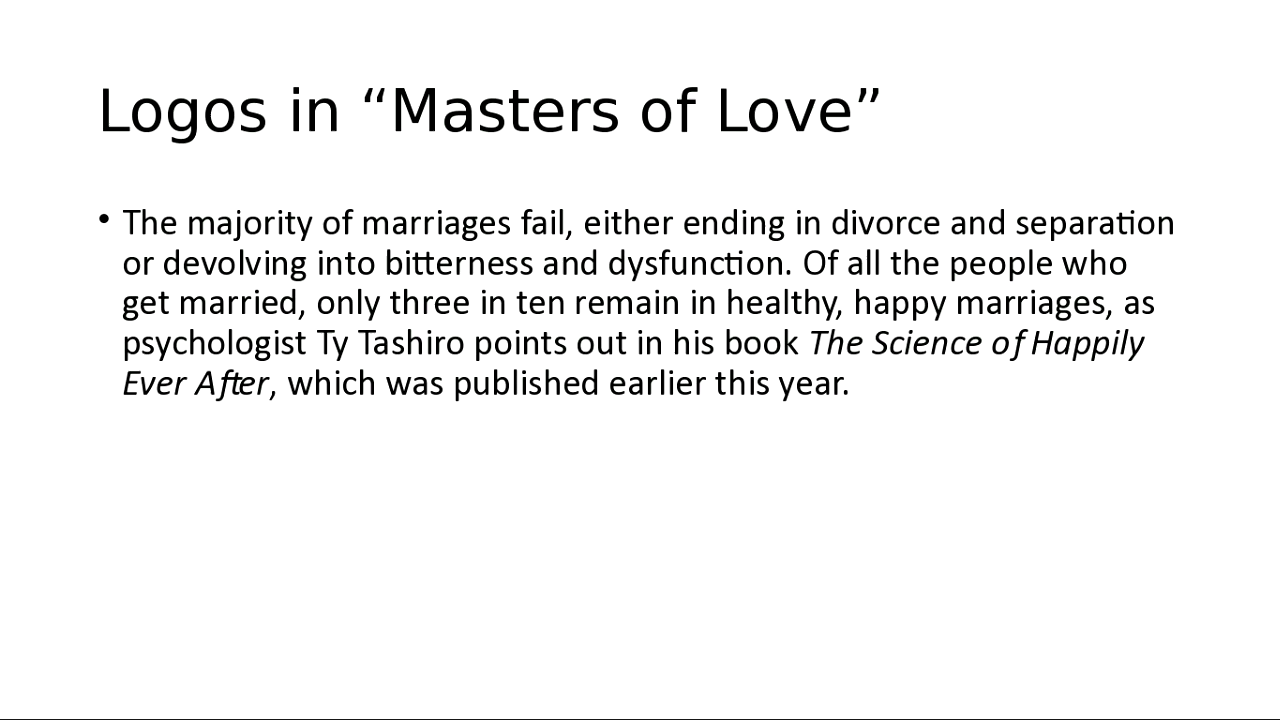 Logos in “Masters of Love”
• The majority of marriages fail, either ending in divorce and separation
or devolving into bitterness and dysfunction. Of all the people who
get married, only three in ten remain in healthy, happy marriages, as
psychologist Ty Tashiro points out in his book The Science of Happily
Ever After, which was published earlier this year.